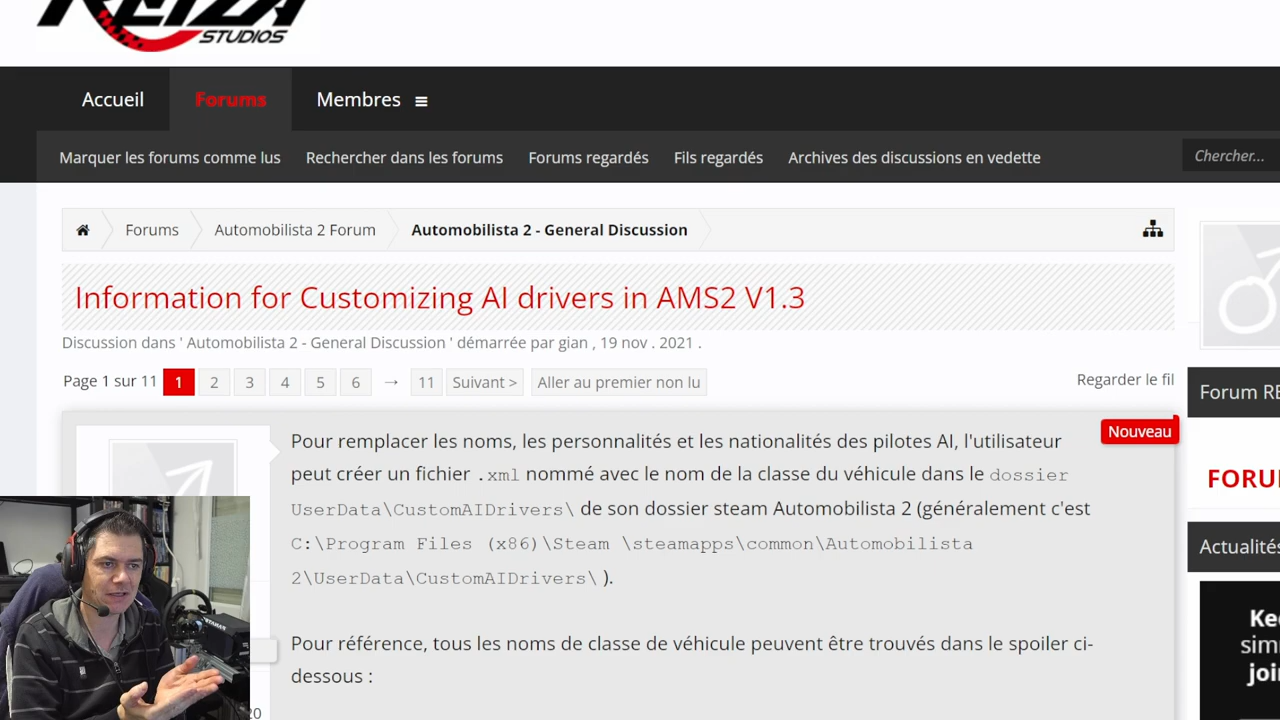 REIZA
STUDIOS
Accueil
Forums
Membres
Marquer les forums comme lus
Rechercher dans les forums
Forums regardés
Fils regardés
Archives des discussions en vedette
Chercher...
Forums
Automobilista 2 Forum
Automobilista 2 - General Discussion
Information for Customizing AI drivers in AMS2 V1.3
Discussion dans ' Automobilista 2 - General Discussion ' démarrée par gian , 19 nov . 2021 .
Page 1 sur 11 1 2 3 4 5 6 → 11 Suivant > Aller au premier non lu
Regarder le fil
Forum RE
Nouveau
Pour remplacer les noms, les personnalités et les nationalités des pilotes AI, l'utilisateur
peut créer un fichier .xml nommé avec le nom de la classe du véhicule dans le dossier
UserData\CustomAIDrivers\ de son dossier steam Automobilista 2 (généralement c'est
C:\Program Files (x86)\Steam \steamapps\common\Automobilista
2\UserData\CustomAIDrivers\ ).
Pour référence, tous les noms de classe de véhicule peuvent être trouvés dans le spoiler ci-
dessous :
FORU
Actualités
Kee
sim
joi
20